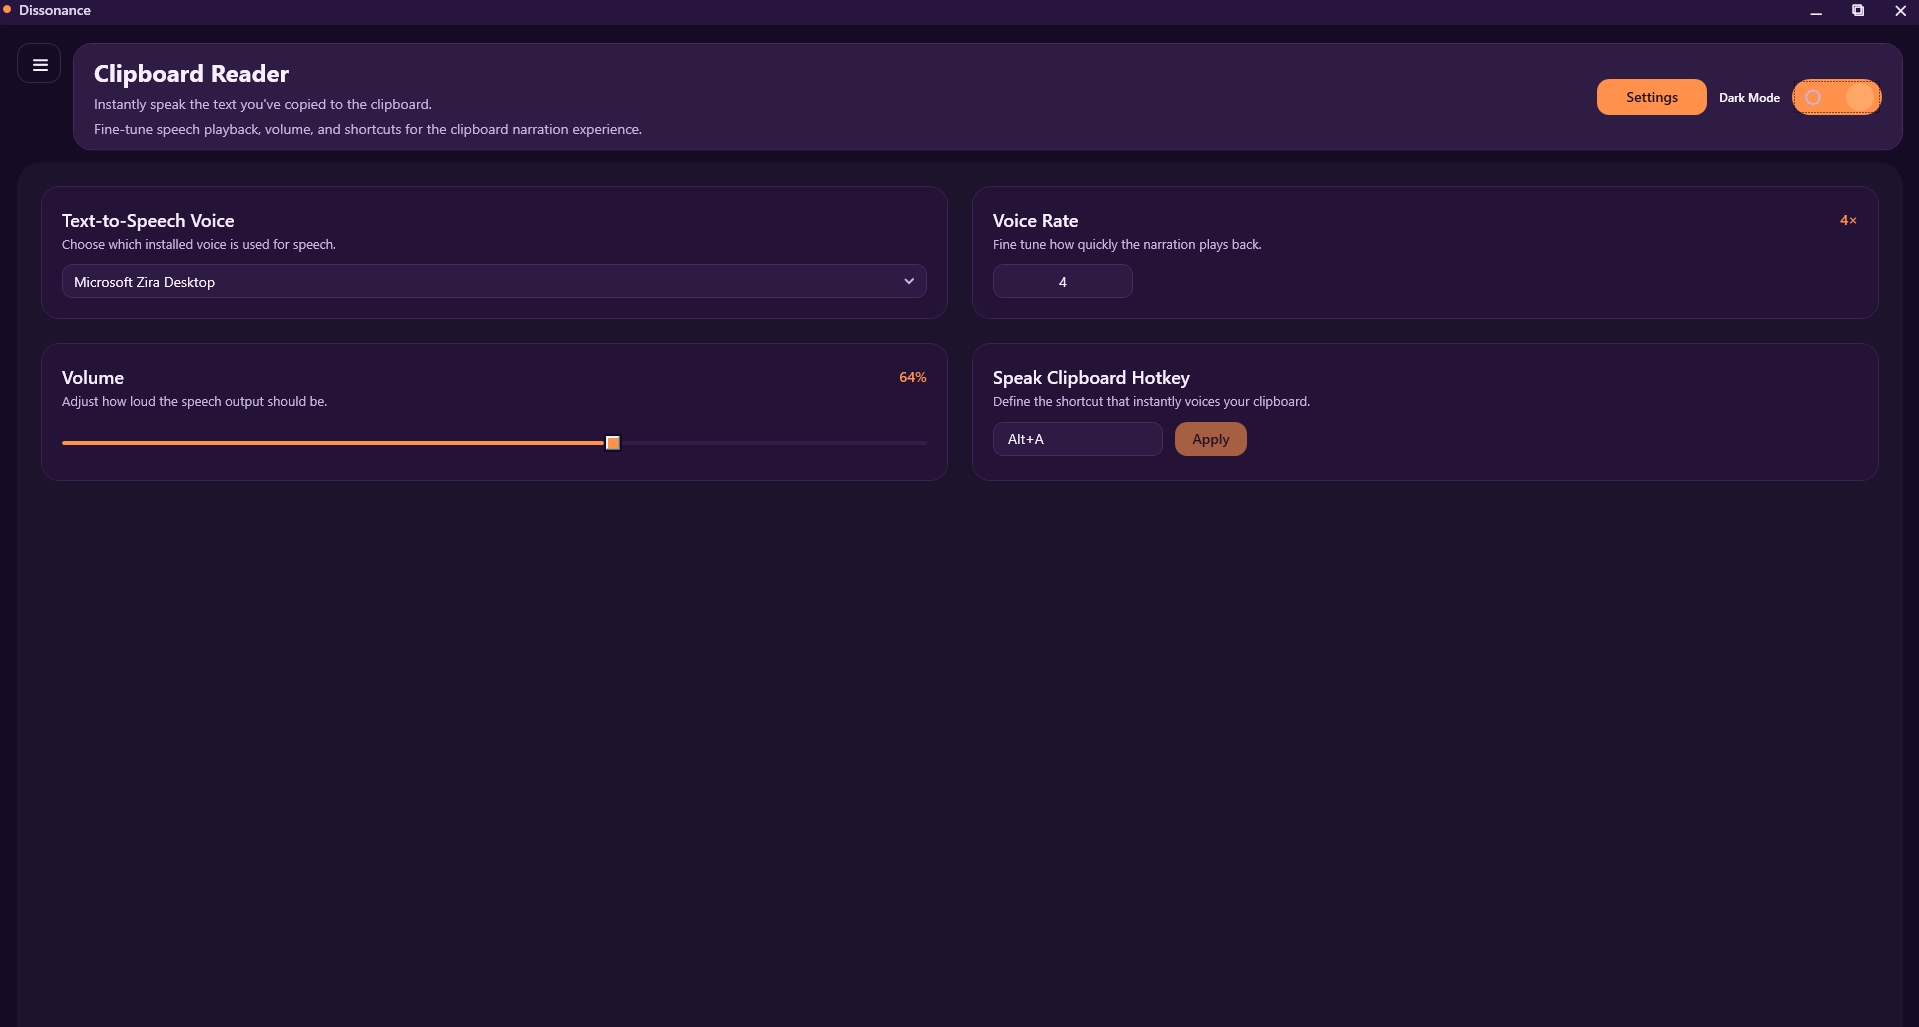 Dissonance
Clipboard Reader
Instantly speak the text you've copied to the clipboard.
Fine-tune speech playback, volume, and shortcuts for the clipboard narration experience.
Settings
Dark Mode
Text-to-Speech Voice
Choose which installed voice is used for speech.
Microsoft Zira Desktop
Voice Rate
4×
Fine tune how quickly the narration plays back.
4
Volume
64%
Adjust how loud the speech output should be.
Speak Clipboard Hotkey
Define the shortcut that instantly voices your clipboard.
Alt+A
Apply